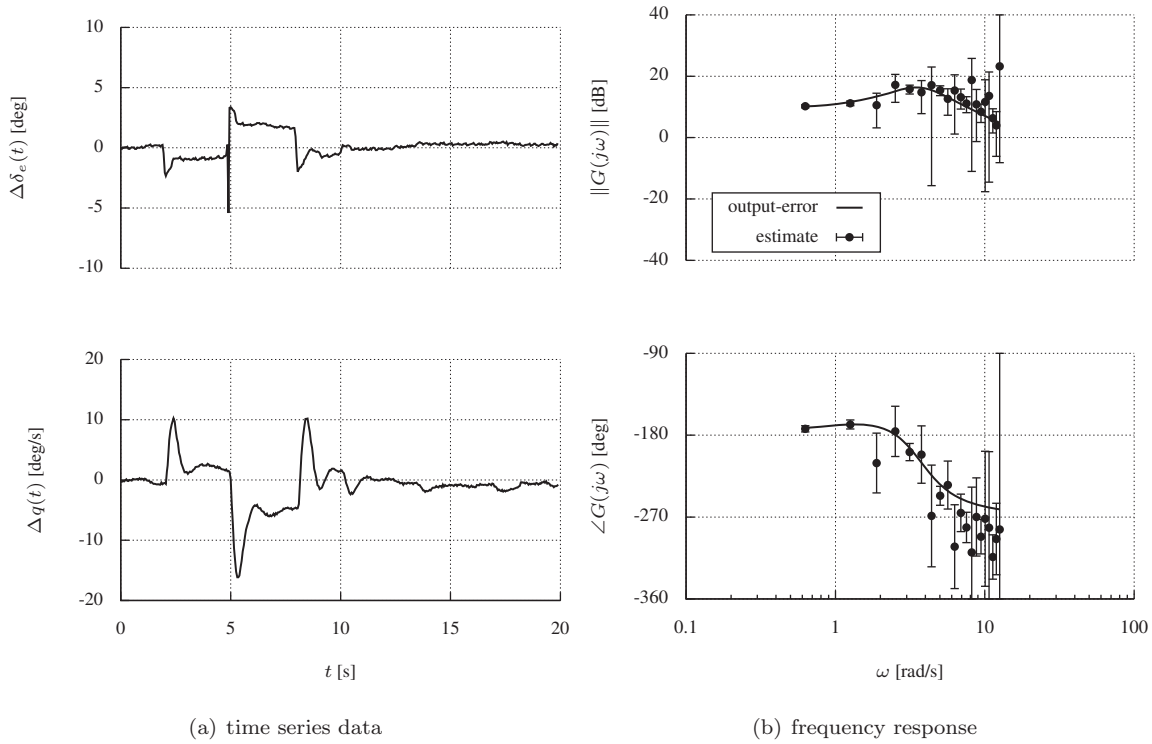 10
5
0
-5
-10
Δδₑ(t) [deg]
20
10
0
-10
-20
Δq(t) [deg/s]
0 5 10 15 20
t [s]
(a) time series data
40
20
0
-20
-40
||G(jω)|| [dB]
output-error
estimate
-90
-180
-270
-360
∠G(jω) [deg]
0.1 1 10 100
ω [rad/s]
(b) frequency response